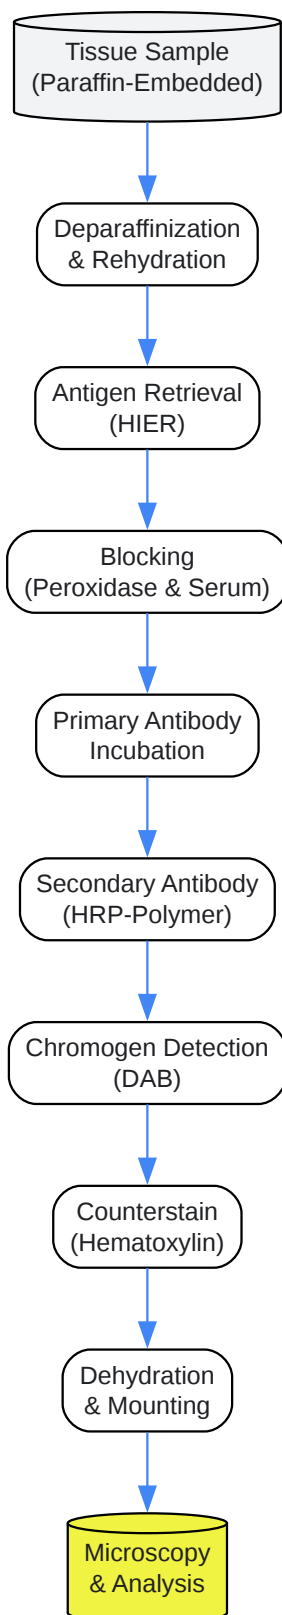 Tissue Sample
(Paraffin-Embedded)
Deparaffinization
& Rehydration
Antigen Retrieval
(HIER)
Blocking
(Peroxidase & Serum)
Primary Antibody
Incubation
Secondary Antibody
(HRP-Polymer)
Chromogen Detection
(DAB)
Counterstain
(Hematoxylin)
Dehydration
& Mounting
Microscopy
& Analysis